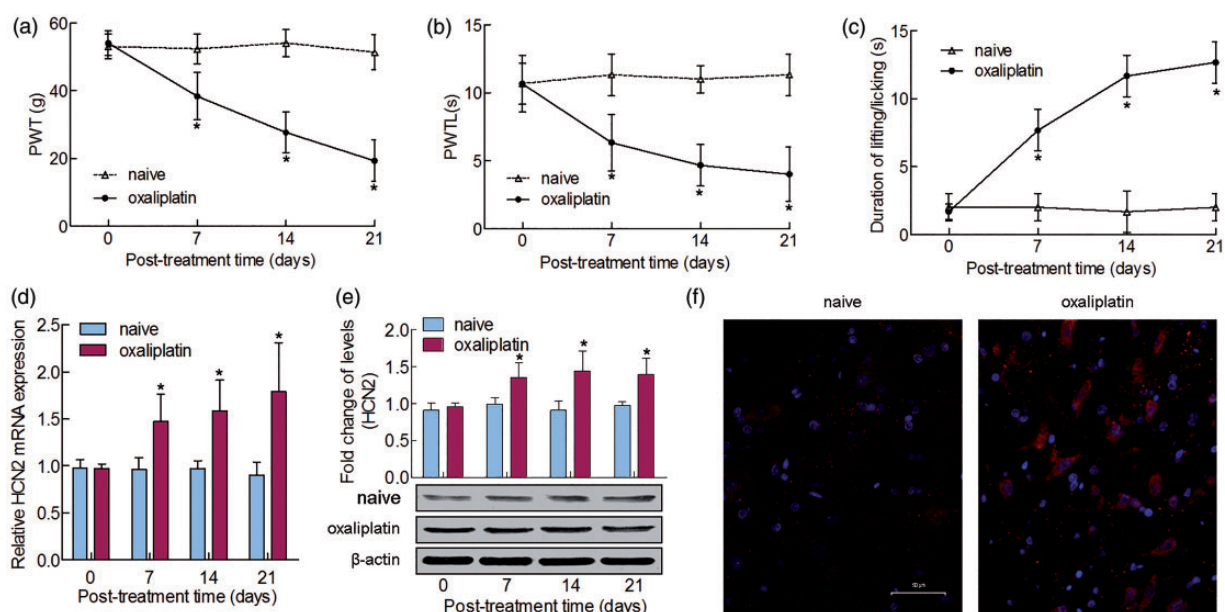 (a)
60
40
20
0
PWT (g)
naive
oxaliplatin
*
*
*
0 7 14 21
Post-treatment time (days)
(b)
15
10
5
0
PWTL(s)
naive
oxaliplatin
*
*
*
0 7 14 21
Post-treatment time (days)
(c)
15
10
5
0
Duration of lifting/licking (s)
naive
oxaliplatin
*
*
*
0 7 14 21
Post-treatment time (days)
(d)
2.5
2.0
1.5
1.0
0.5
0.0
Relative HCN2 mRNA expression
naive
oxaliplatin
*
*
*
0 7 14 21
Post-treatment time (days)
(e)
2.0
1.5
1.0
0.5
0.0
Fold change of levels
(HCN2)
naive
oxaliplatin
*
*
*
naive
oxaliplatin
β-actin
0 7 14 21
Post-treatment time (days)
(f)
naive oxaliplatin
50 μm